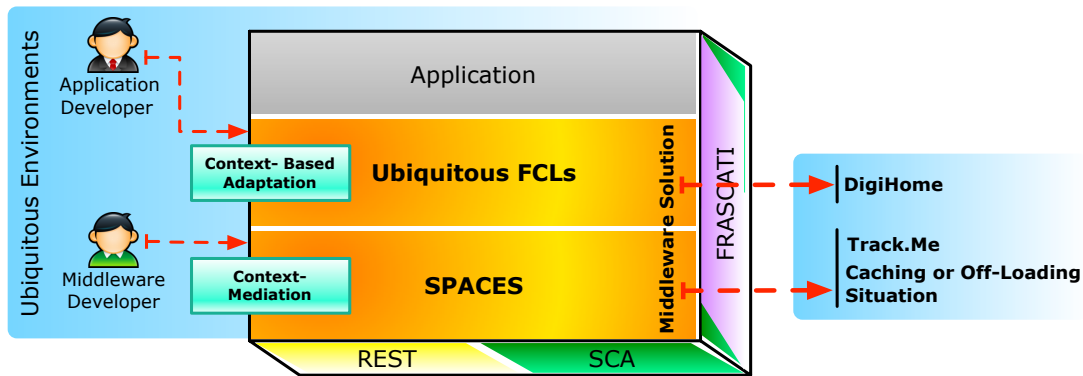 Ubiquitous Environments
Application
Developer
Application
Context- Based
Adaptation
Ubiquitous FCLs
Middleware Solution
FRASCATI
DigiHome
Middleware
Developer
Context-
Mediation
SPACES
Track.Me
Caching or Off-Loading
Situation
REST
SCA